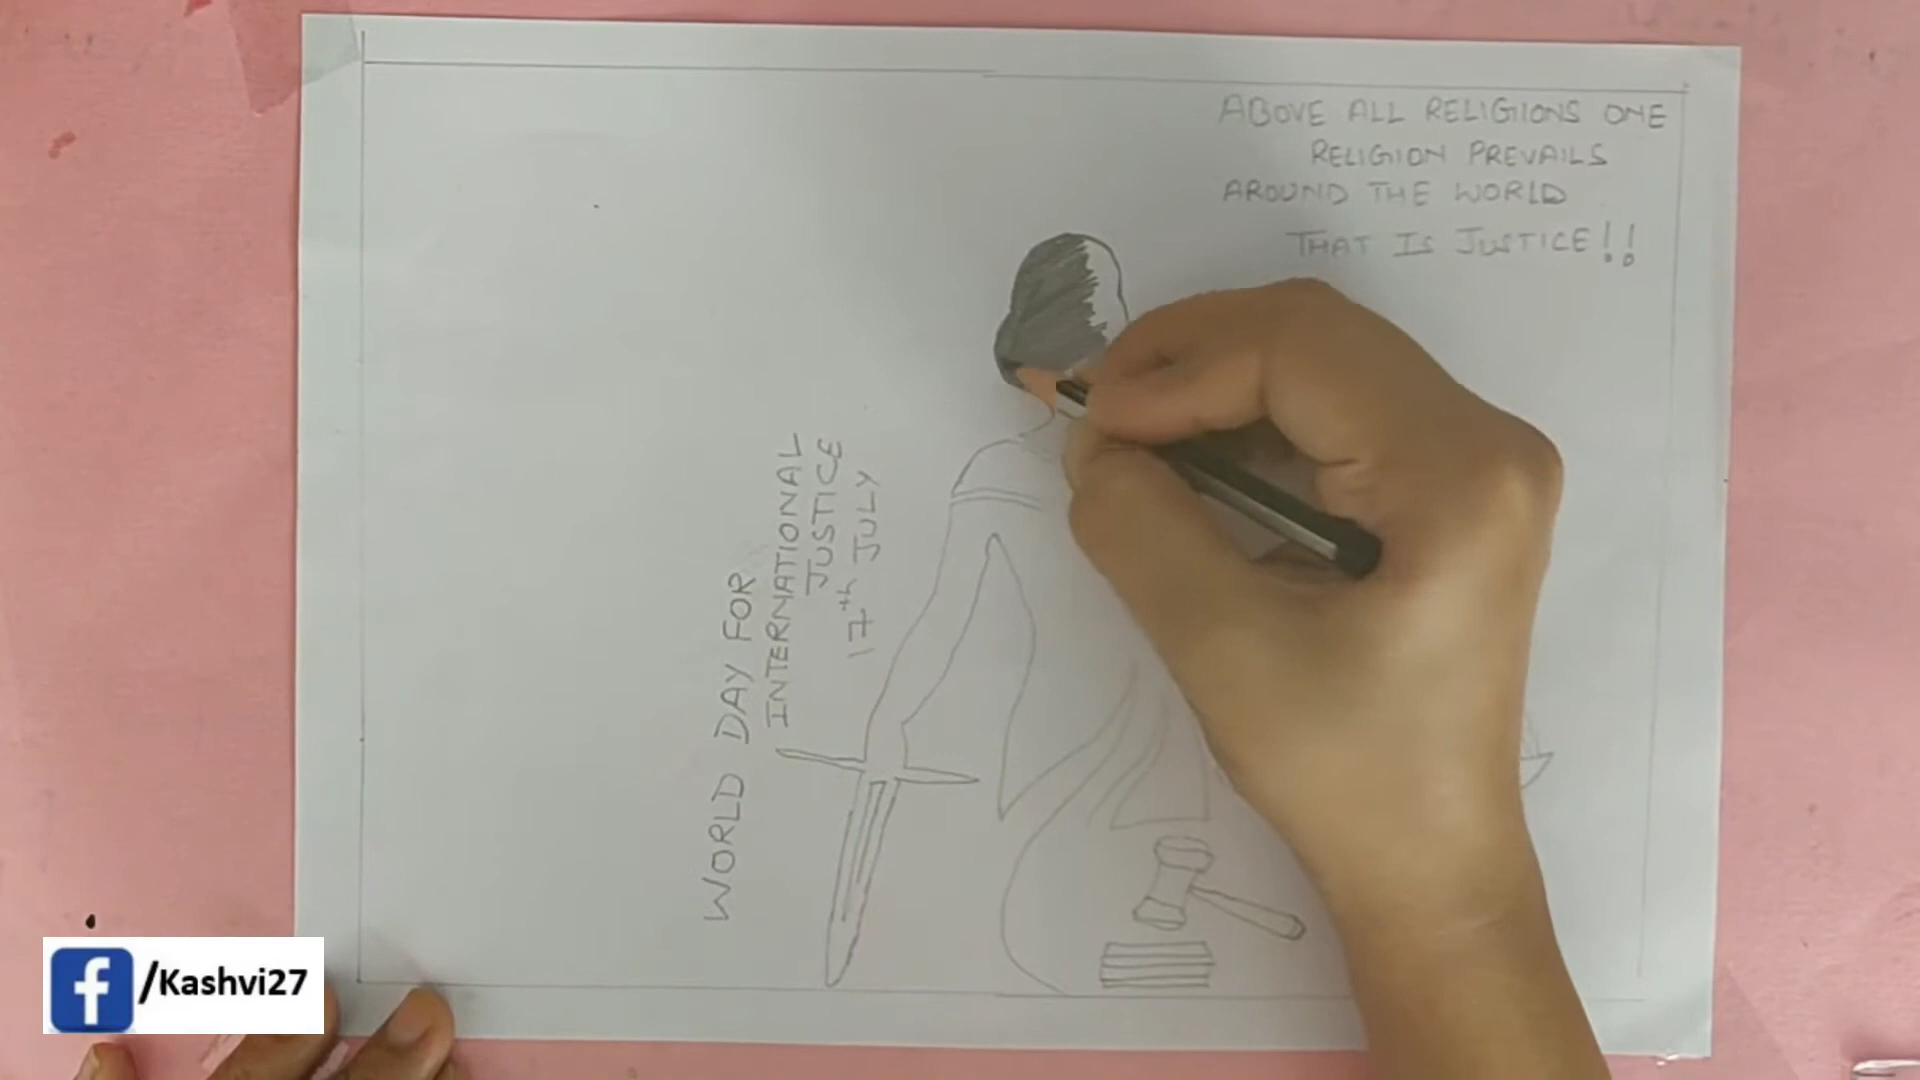 ABOVE ALL RELIGIONS ONE
RELIGION PREVAILS
AROUND THE WORLD
THAT IS JUSTICE!!
WORLD DAY FOR
INTERNATIONAL
JUSTICE
17th JULY
/Kashvi27